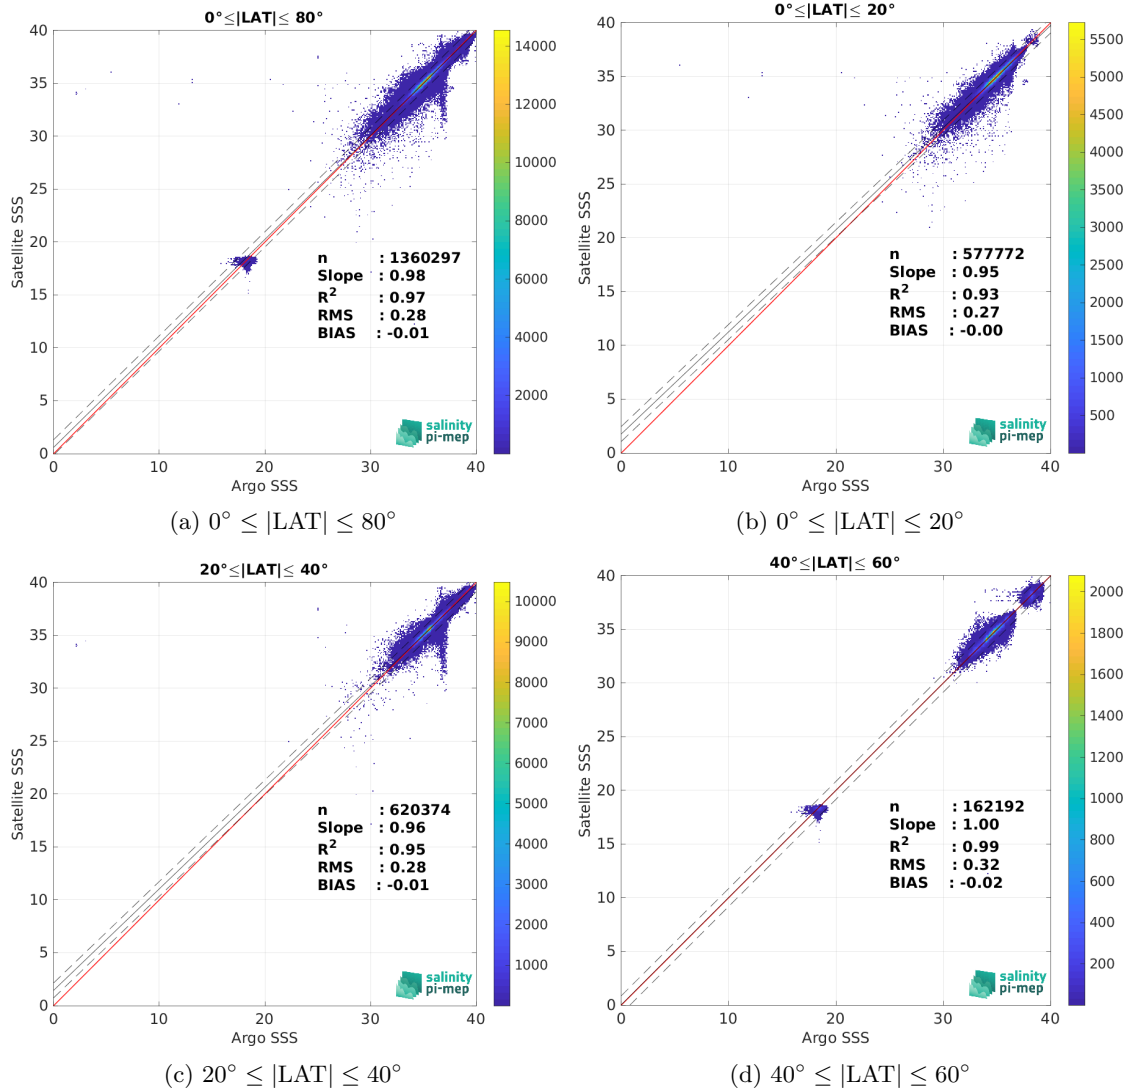 0°≤|LAT|≤ 80°
40
35
30
25
20
15
10
5
0
Satellite SSS
0
10
20
30
40
Argo SSS
n : 1360297
Slope : 0.98
R² : 0.97
RMS : 0.28
BIAS : -0.01
salinity
pi-mep
14000
12000
10000
8000
6000
4000
2000
(a) 0° ≤ |LAT| ≤ 80°
0°≤|LAT|≤ 20°
40
35
30
25
20
15
10
5
0
Satellite SSS
0
10
20
30
40
Argo SSS
n : 577772
Slope : 0.95
R² : 0.93
RMS : 0.27
BIAS : -0.00
salinity
pi-mep
5500
5000
4500
4000
3500
3000
2500
2000
1500
1000
500
(b) 0° ≤ |LAT| ≤ 20°
20°≤|LAT|≤ 40°
40
35
30
25
20
15
10
5
0
Satellite SSS
0
10
20
30
40
Argo SSS
n : 620374
Slope : 0.96
R² : 0.95
RMS : 0.28
BIAS : -0.01
salinity
pi-mep
10000
9000
8000
7000
6000
5000
4000
3000
2000
1000
(c) 20° ≤ |LAT| ≤ 40°
40°≤|LAT|≤ 60°
40
35
30
25
20
15
10
5
0
Satellite SSS
0
10
20
30
40
Argo SSS
n : 162192
Slope : 1.00
R² : 0.99
RMS : 0.32
BIAS : -0.02
salinity
pi-mep
2000
1800
1600
1400
1200
1000
800
600
400
200
(d) 40° ≤ |LAT| ≤ 60°